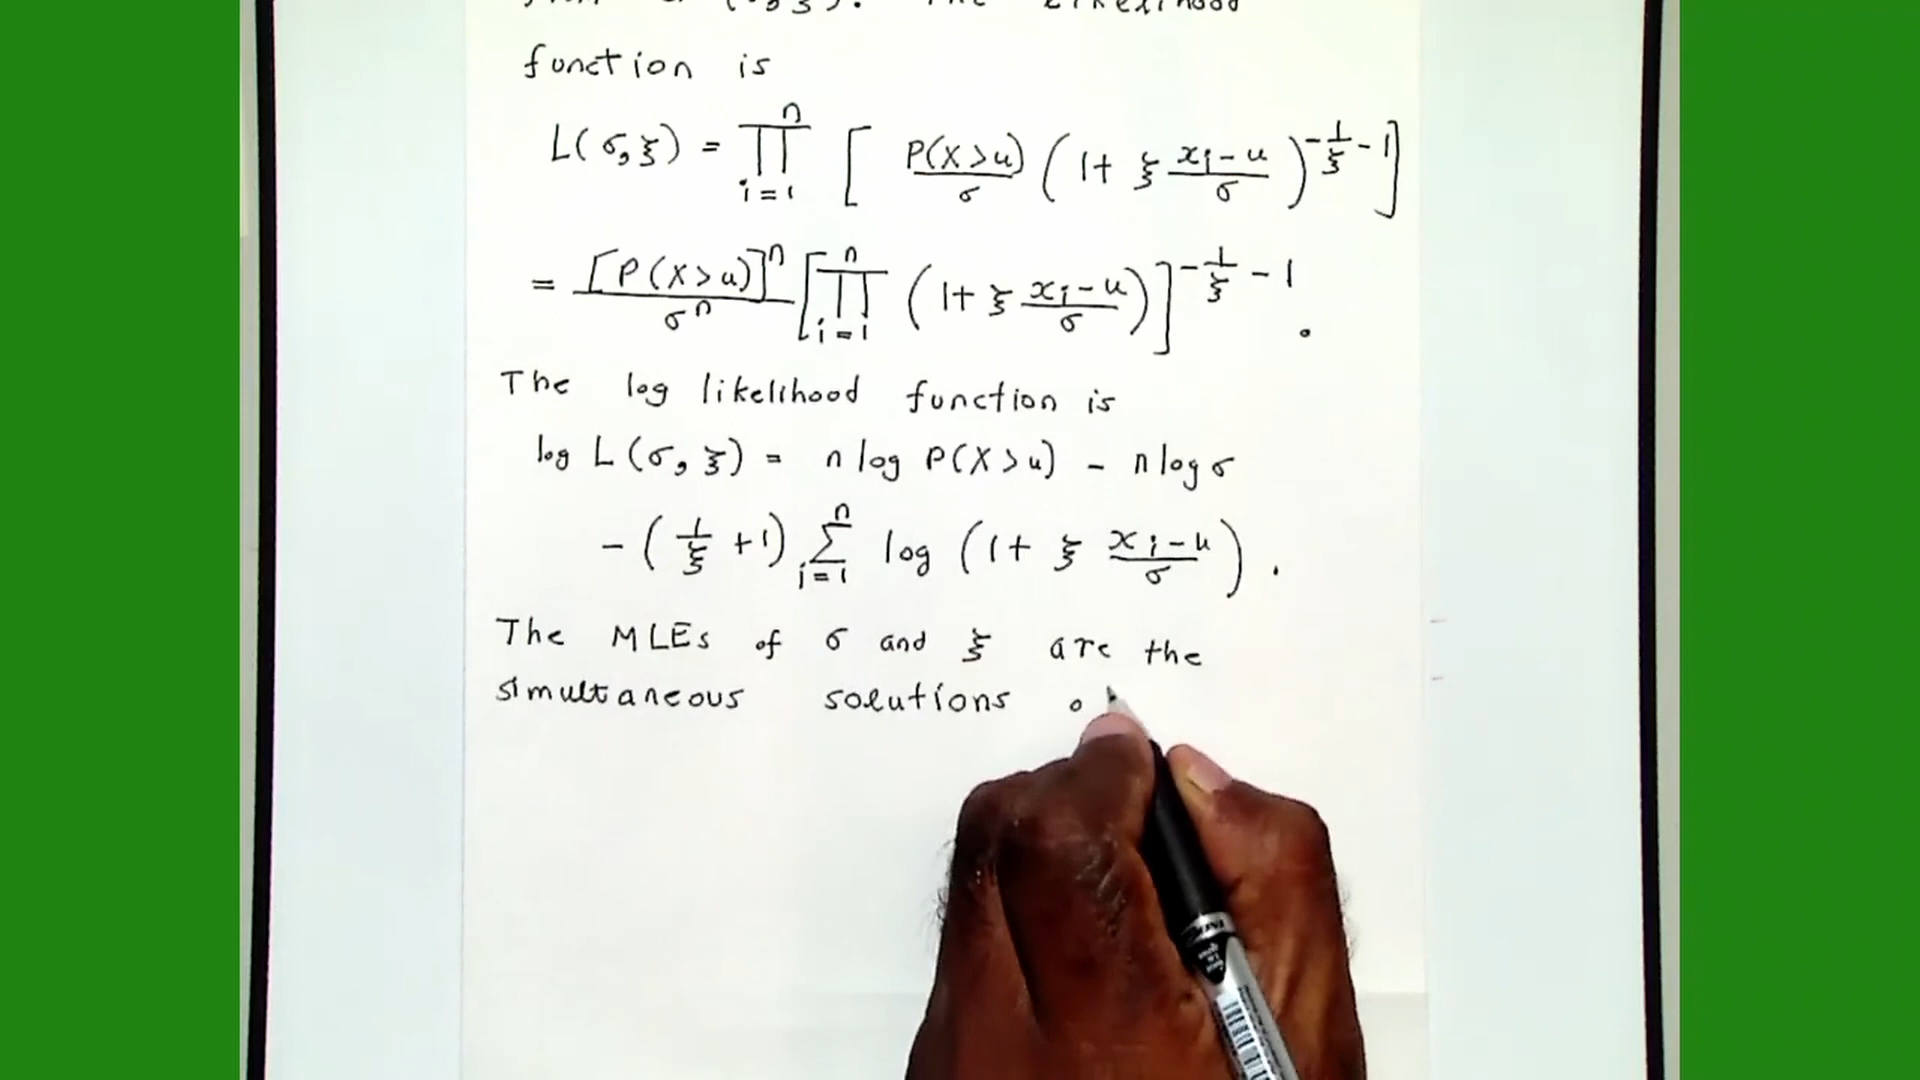 function is
L(σ, ξ) = ∏_{i=1}^{n} [ P(X>u)/σ (1 + ξ (x_i - u)/σ)^{-1/ξ - 1} ]
= [P(X>u)]^n / σ^n [ ∏_{i=1}^{n} (1 + ξ (x_i - u)/σ) ]^{-1/ξ - 1} .
The log likelihood function is
log L(σ, ξ) = n log P(X>u) - n log σ
- (1/ξ + 1) ∑_{i=1}^{n} log (1 + ξ (x_i - u)/σ) .
The MLEs of σ and ξ are the
simultaneous solutions o